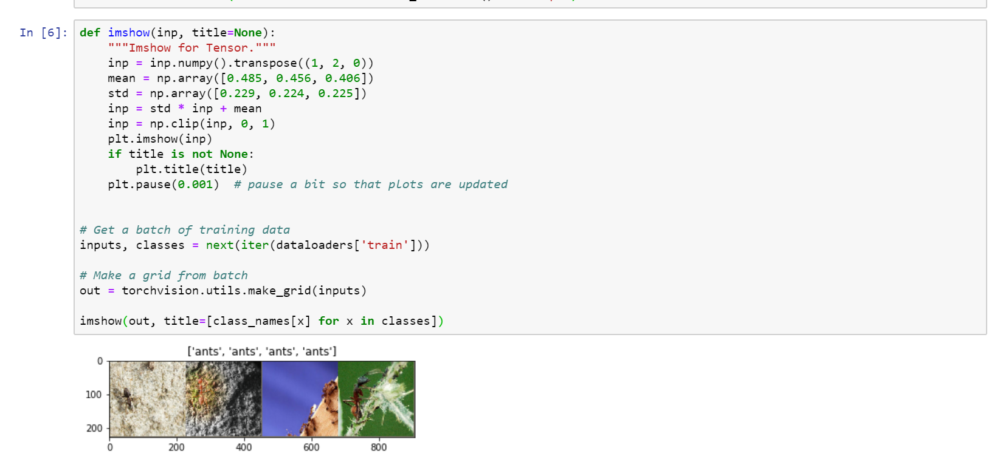 In [6]:
def imshow(inp, title=None):
    """Imshow for Tensor."""
    inp = inp.numpy().transpose((1, 2, 0))
    mean = np.array([0.485, 0.456, 0.406])
    std = np.array([0.229, 0.224, 0.225])
    inp = std * inp + mean
    inp = np.clip(inp, 0, 1)
    plt.imshow(inp)
    if title is not None:
        plt.title(title)
    plt.pause(0.001)  # pause a bit so that plots are updated
# Get a batch of training data
inputs, classes = next(iter(dataloaders['train']))
# Make a grid from batch
out = torchvision.utils.make_grid(inputs)
imshow(out, title=[class_names[x] for x in classes])
['ants', 'ants', 'ants', 'ants']
0
100
200
0 200 400 600 800